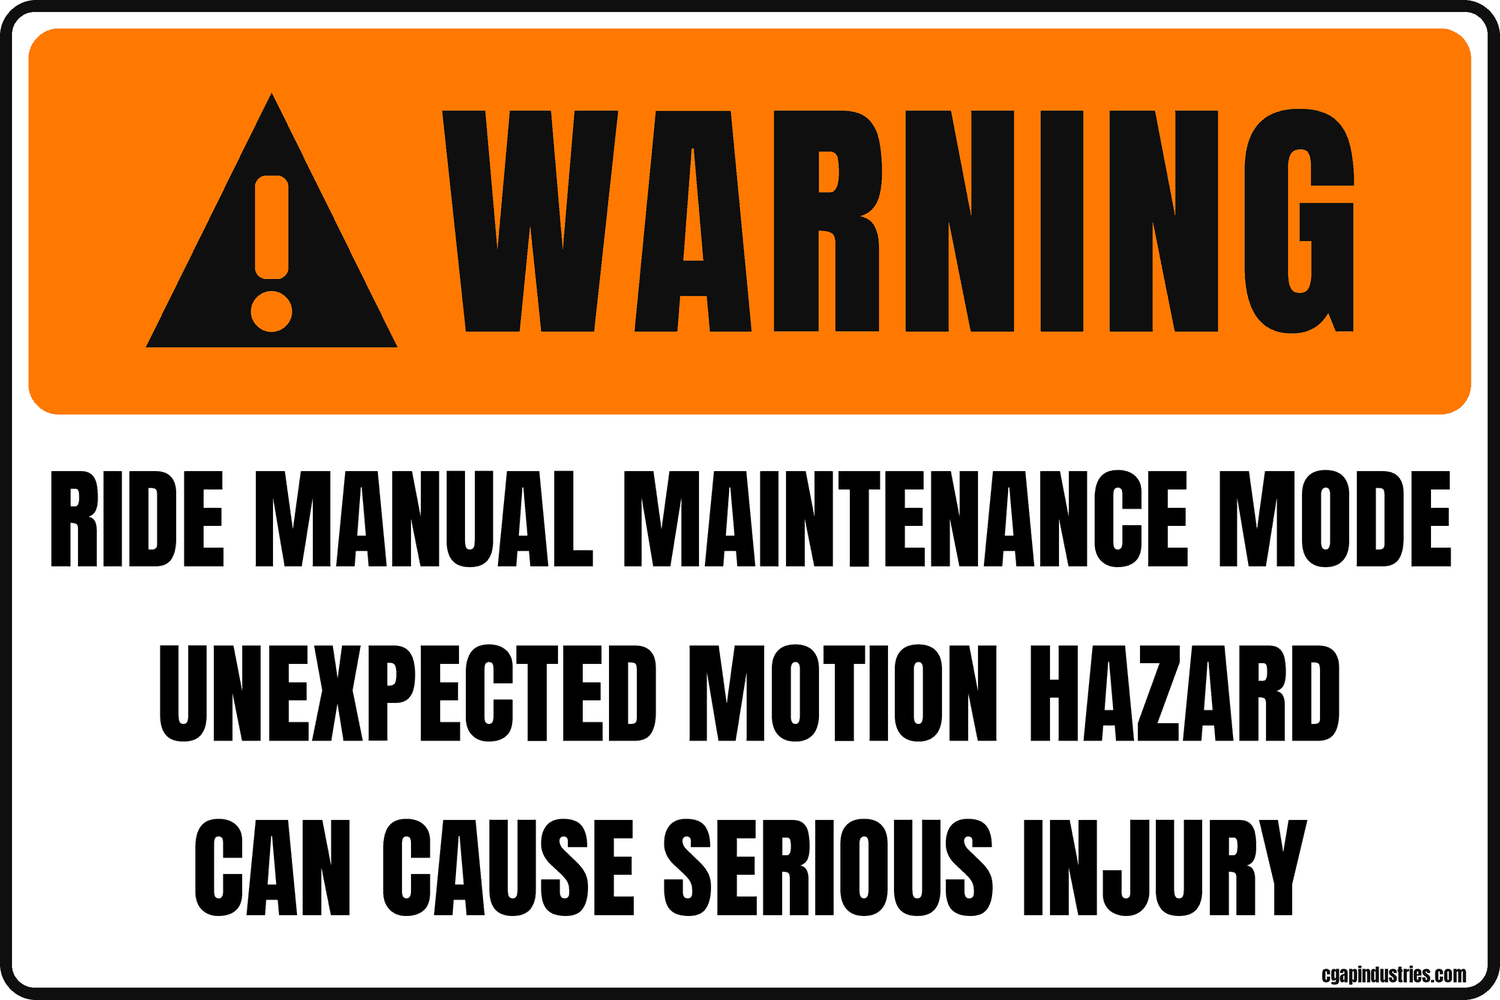 WARNING
RIDE MANUAL MAINTENANCE MODE
UNEXPECTED MOTION HAZARD
CAN CAUSE SERIOUS INJURY
cgapindustries.com